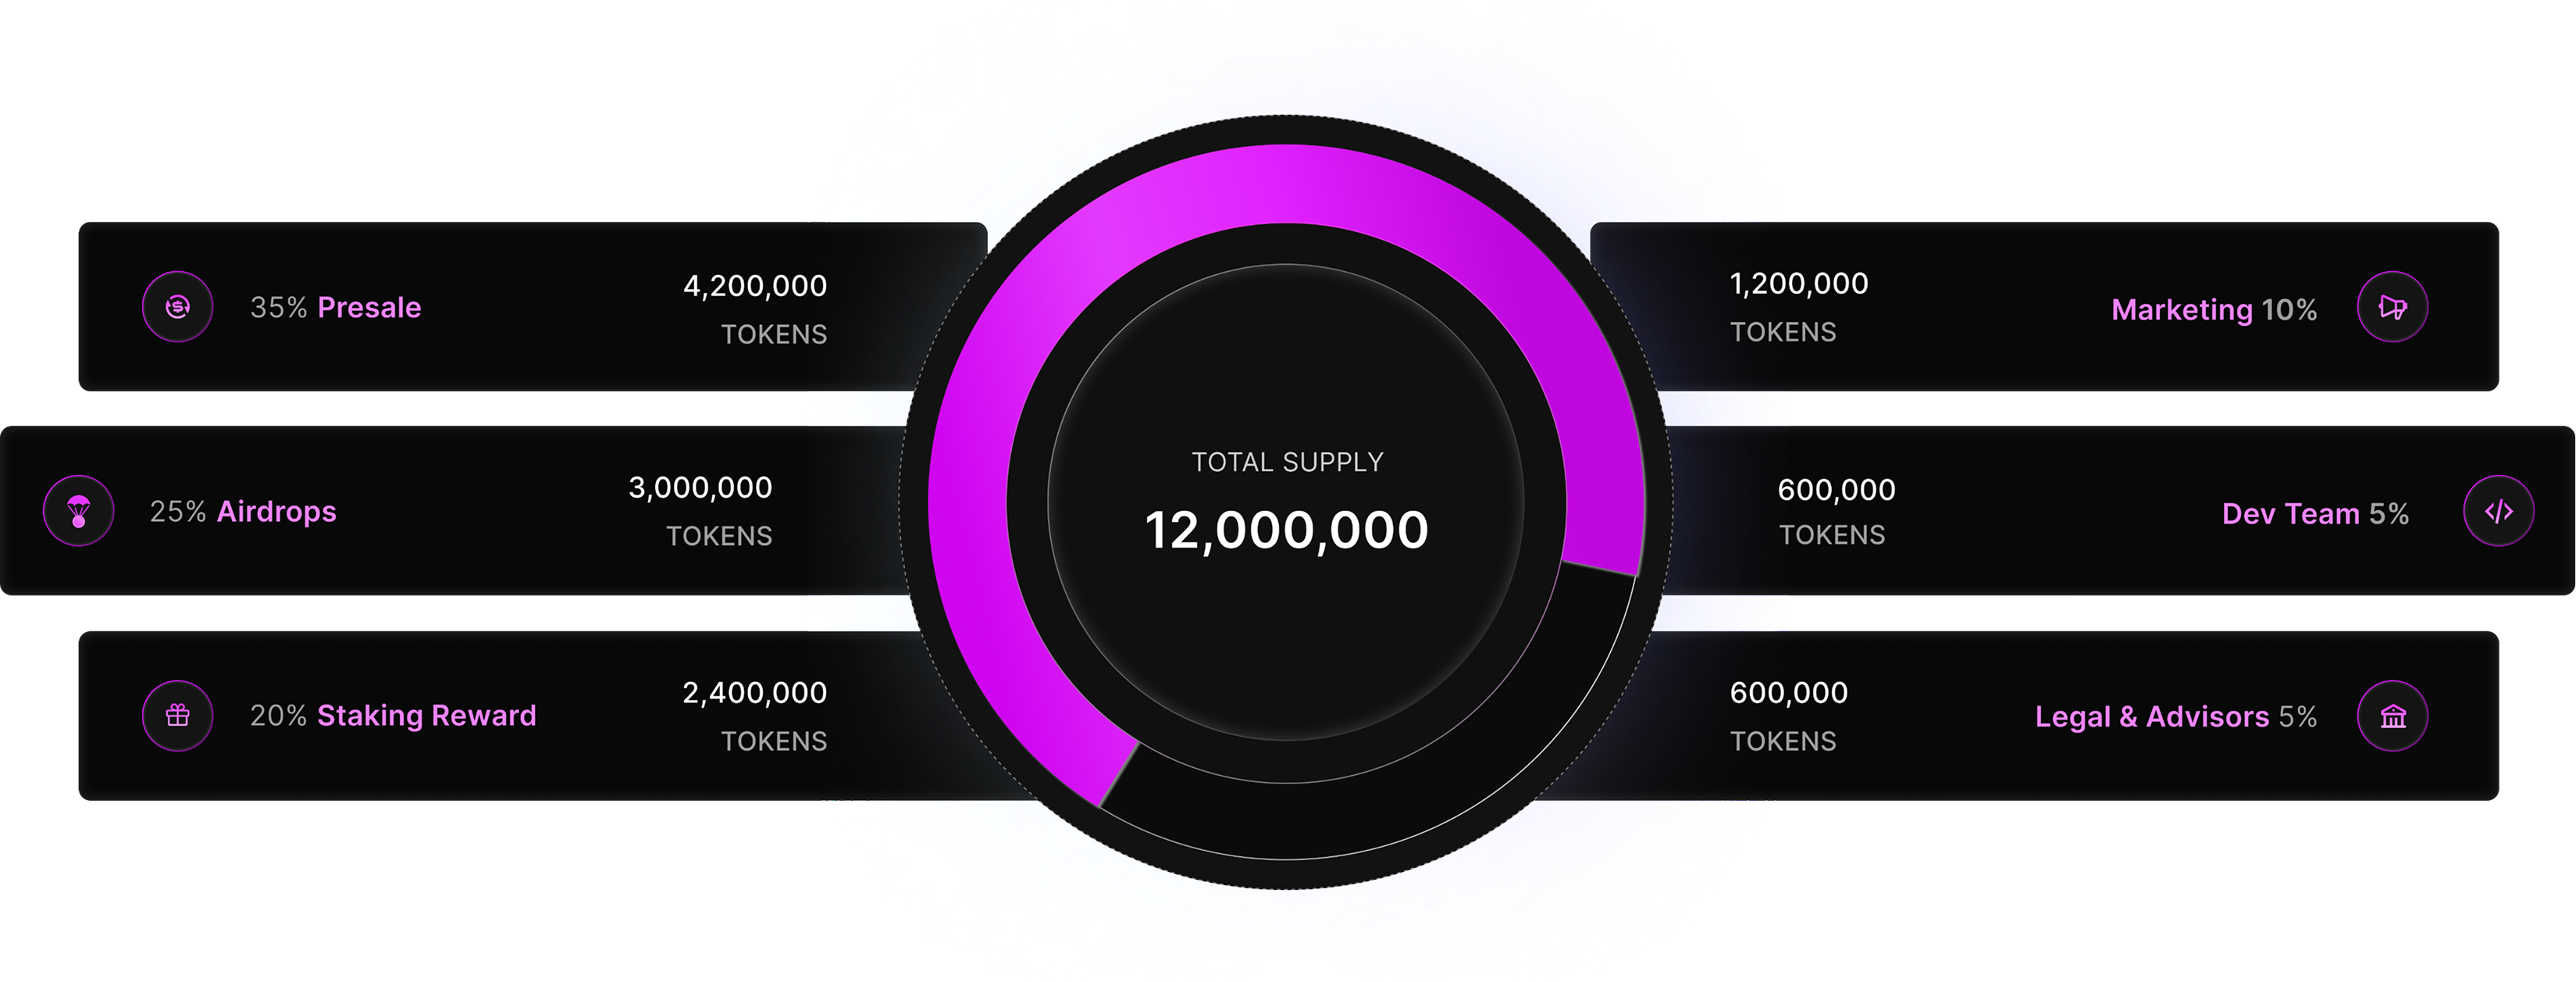 35% Presale
4,200,000
TOKENS
25% Airdrops
3,000,000
TOKENS
20% Staking Reward
2,400,000
TOKENS
TOTAL SUPPLY
12,000,000
1,200,000
TOKENS
Marketing 10%
600,000
TOKENS
Dev Team 5%
600,000
TOKENS
Legal & Advisors 5%